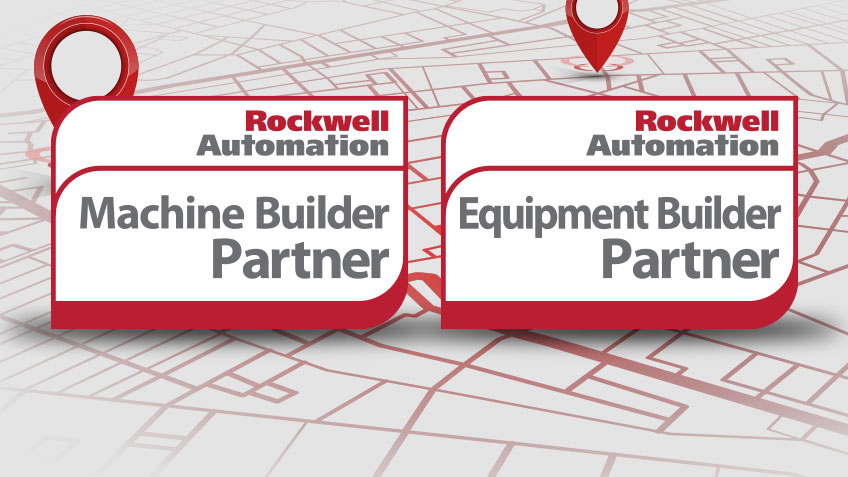 Rockwell
Automation
Machine Builder
Partner
Rockwell
Automation
Equipment Builder
Partner